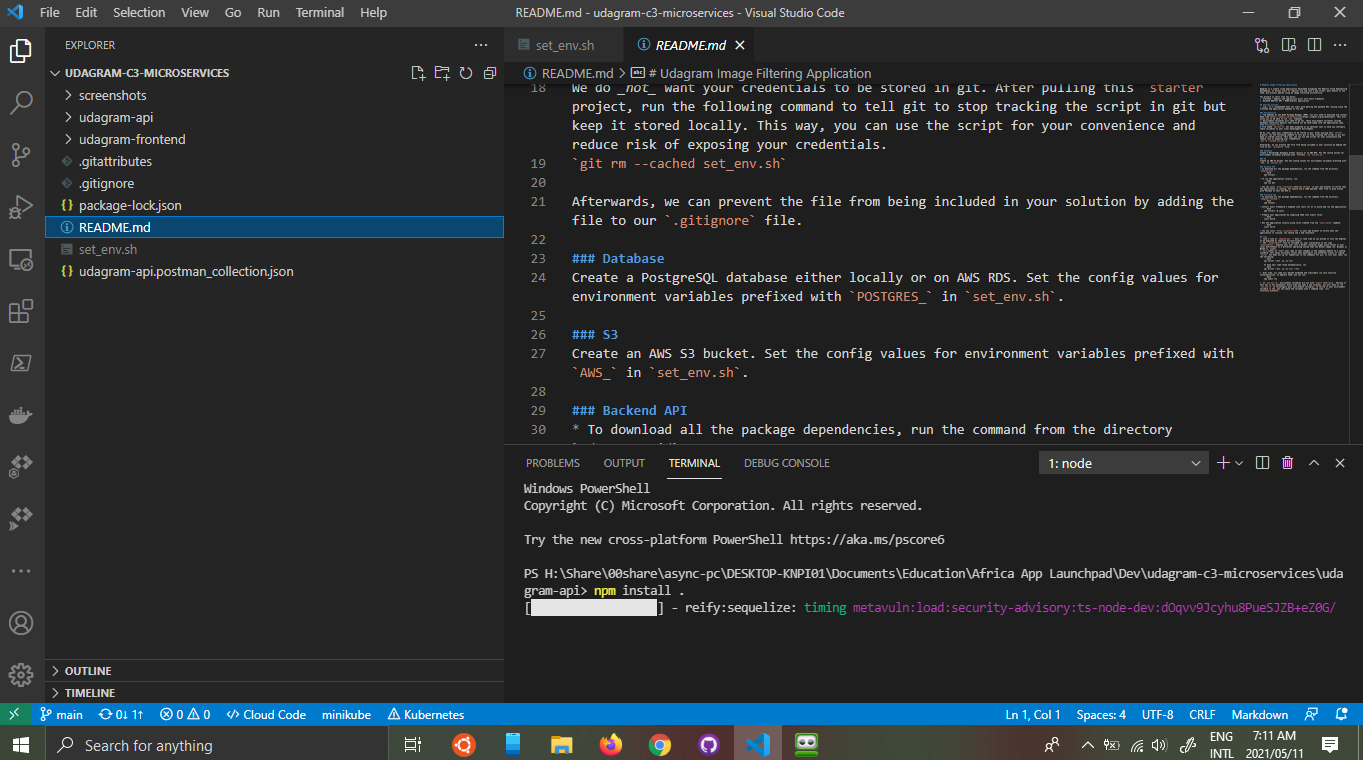 File Edit Selection View Go Run Terminal Help
README.md - udagram-c3-microservices - Visual Studio Code
EXPLORER
UDAGRAM-C3-MICROSERVICES
screenshots
udagram-api
udagram-frontend
.gitattributes
.gitignore
package-lock.json
README.md
set_env.sh
udagram-api.postman_collection.json
OUTLINE
TIMELINE
set_env.sh
README.md
README.md > # Udagram Image Filtering Application
18 We do _not_ want your credentials to be stored in git. After pulling this `starter`
project, run the following command to tell git to stop tracking the script in git but
keep it stored locally. This way, you can use the script for your convenience and
reduce risk of exposing your credentials.
19 `git rm --cached set_env.sh`
20
21 Afterwards, we can prevent the file from being included in your solution by adding the
file to our `.gitignore` file.
22
23 ### Database
24 Create a PostgreSQL database either locally or on AWS RDS. Set the config values for
environment variables prefixed with `POSTGRES_` in `set_env.sh`.
25
26 ### S3
27 Create an AWS S3 bucket. Set the config values for environment variables prefixed with
`AWS_` in `set_env.sh`.
28
29 ### Backend API
30 * To download all the package dependencies, run the command from the directory
PROBLEMS OUTPUT TERMINAL DEBUG CONSOLE
1: node
Windows PowerShell
Copyright (C) Microsoft Corporation. All rights reserved.
Try the new cross-platform PowerShell https://aka.ms/pscore6
PS H:\Share\00share\async-pc\DESKTOP-KNPI01\Documents\Education\Africa App Launchpad\Dev\udagram-c3-microservices\uda
gram-api> npm install .
[ ] - reify:sequelize: timing metavuln:load:security-advisory:ts-node-dev:dOqvv9Jcyhu8PueSJZB+eZ0G/
main 0↓ 1↑ 0 0 Cloud Code minikube Kubernetes
Ln 1, Col 1 Spaces: 4 UTF-8 CRLF Markdown
Search for anything
ENG
INTL
7:11 AM
2021/05/11